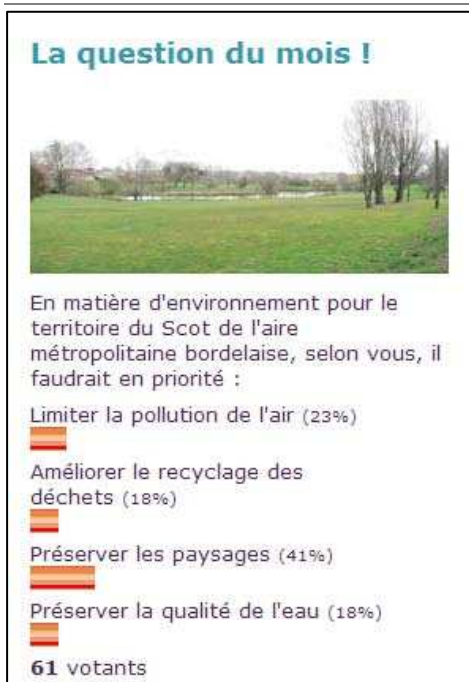 La question du mois !
En matière d'environnement pour le
territoire du Scot de l'aire
métropolitaine bordelaise, selon vous, il
faudrait en priorité :
Limiter la pollution de l'air (23%)
Améliorer le recyclage des
déchets (18%)
Préserver les paysages (41%)
Préserver la qualité de l'eau (18%)
61 votants